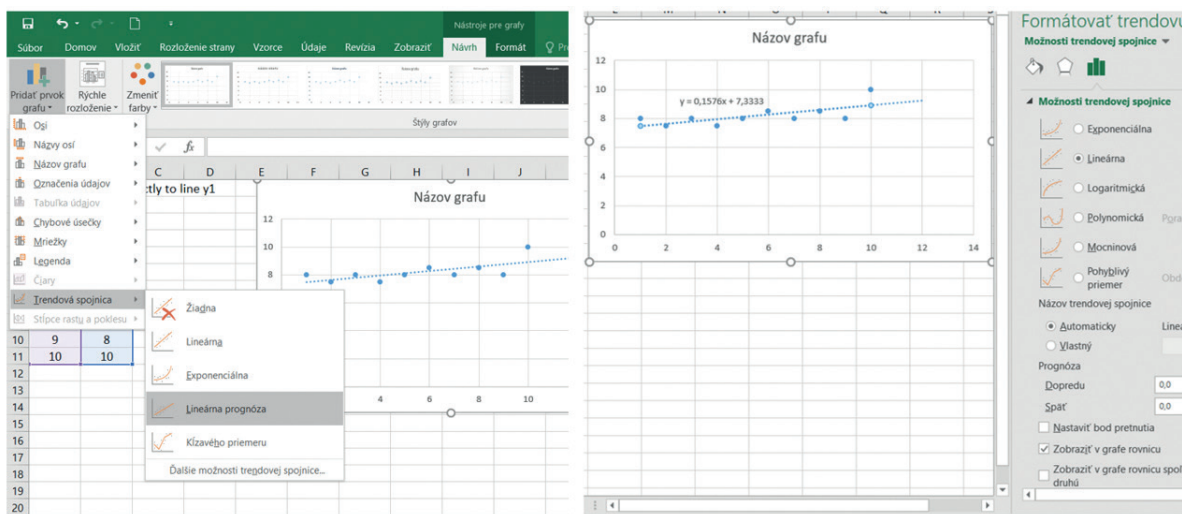 Nástroje pre grafy
Súbor Domov Vložiť Rozloženie strany Vzorce Údaje Revízia Zobraziť Návrh Formát
Pridať prvok grafu
Rýchle rozloženie
Zmeniť farby
Štýly grafov
Osi
Názvy osí
Názov grafu
Označenia údajov
Tabuľka údajov
Chybové úsečky
Mriežky
Legenda
Čiary
Trendová spojnica
Stĺpce rastu a poklesu
Žiadna
Lineárna
Exponenciálna
Lineárna prognóza
Kĺzavého priemeru
Ďalšie možnosti trendovej spojnice...
fx
C D E F G H I J
ctly to line y1
Názov grafu
12
10
8
4 6 8 10
10 9 8
11 10 10
12
13
14
15
16
17
18
19
20
Názov grafu
12
10
8
6
4
2
0
0 2 4 6 8 10 12 14
y = 0,1576x + 7,3333
Formátovať trendovú
Možnosti trendovej spojnice
Možnosti trendovej spojnice
Exponenciálna
Lineárna
Logaritmická
Polynomická
Mocninová
Pohyblivý priemer
Názov trendovej spojnice
Automaticky
Vlastný
Prognóza
Dopredu 0,0
Späť 0,0
Nastaviť bod pretnutia
Zobraziť v grafe rovnicu
Zobraziť v grafe rovnicu spoľ
druhú